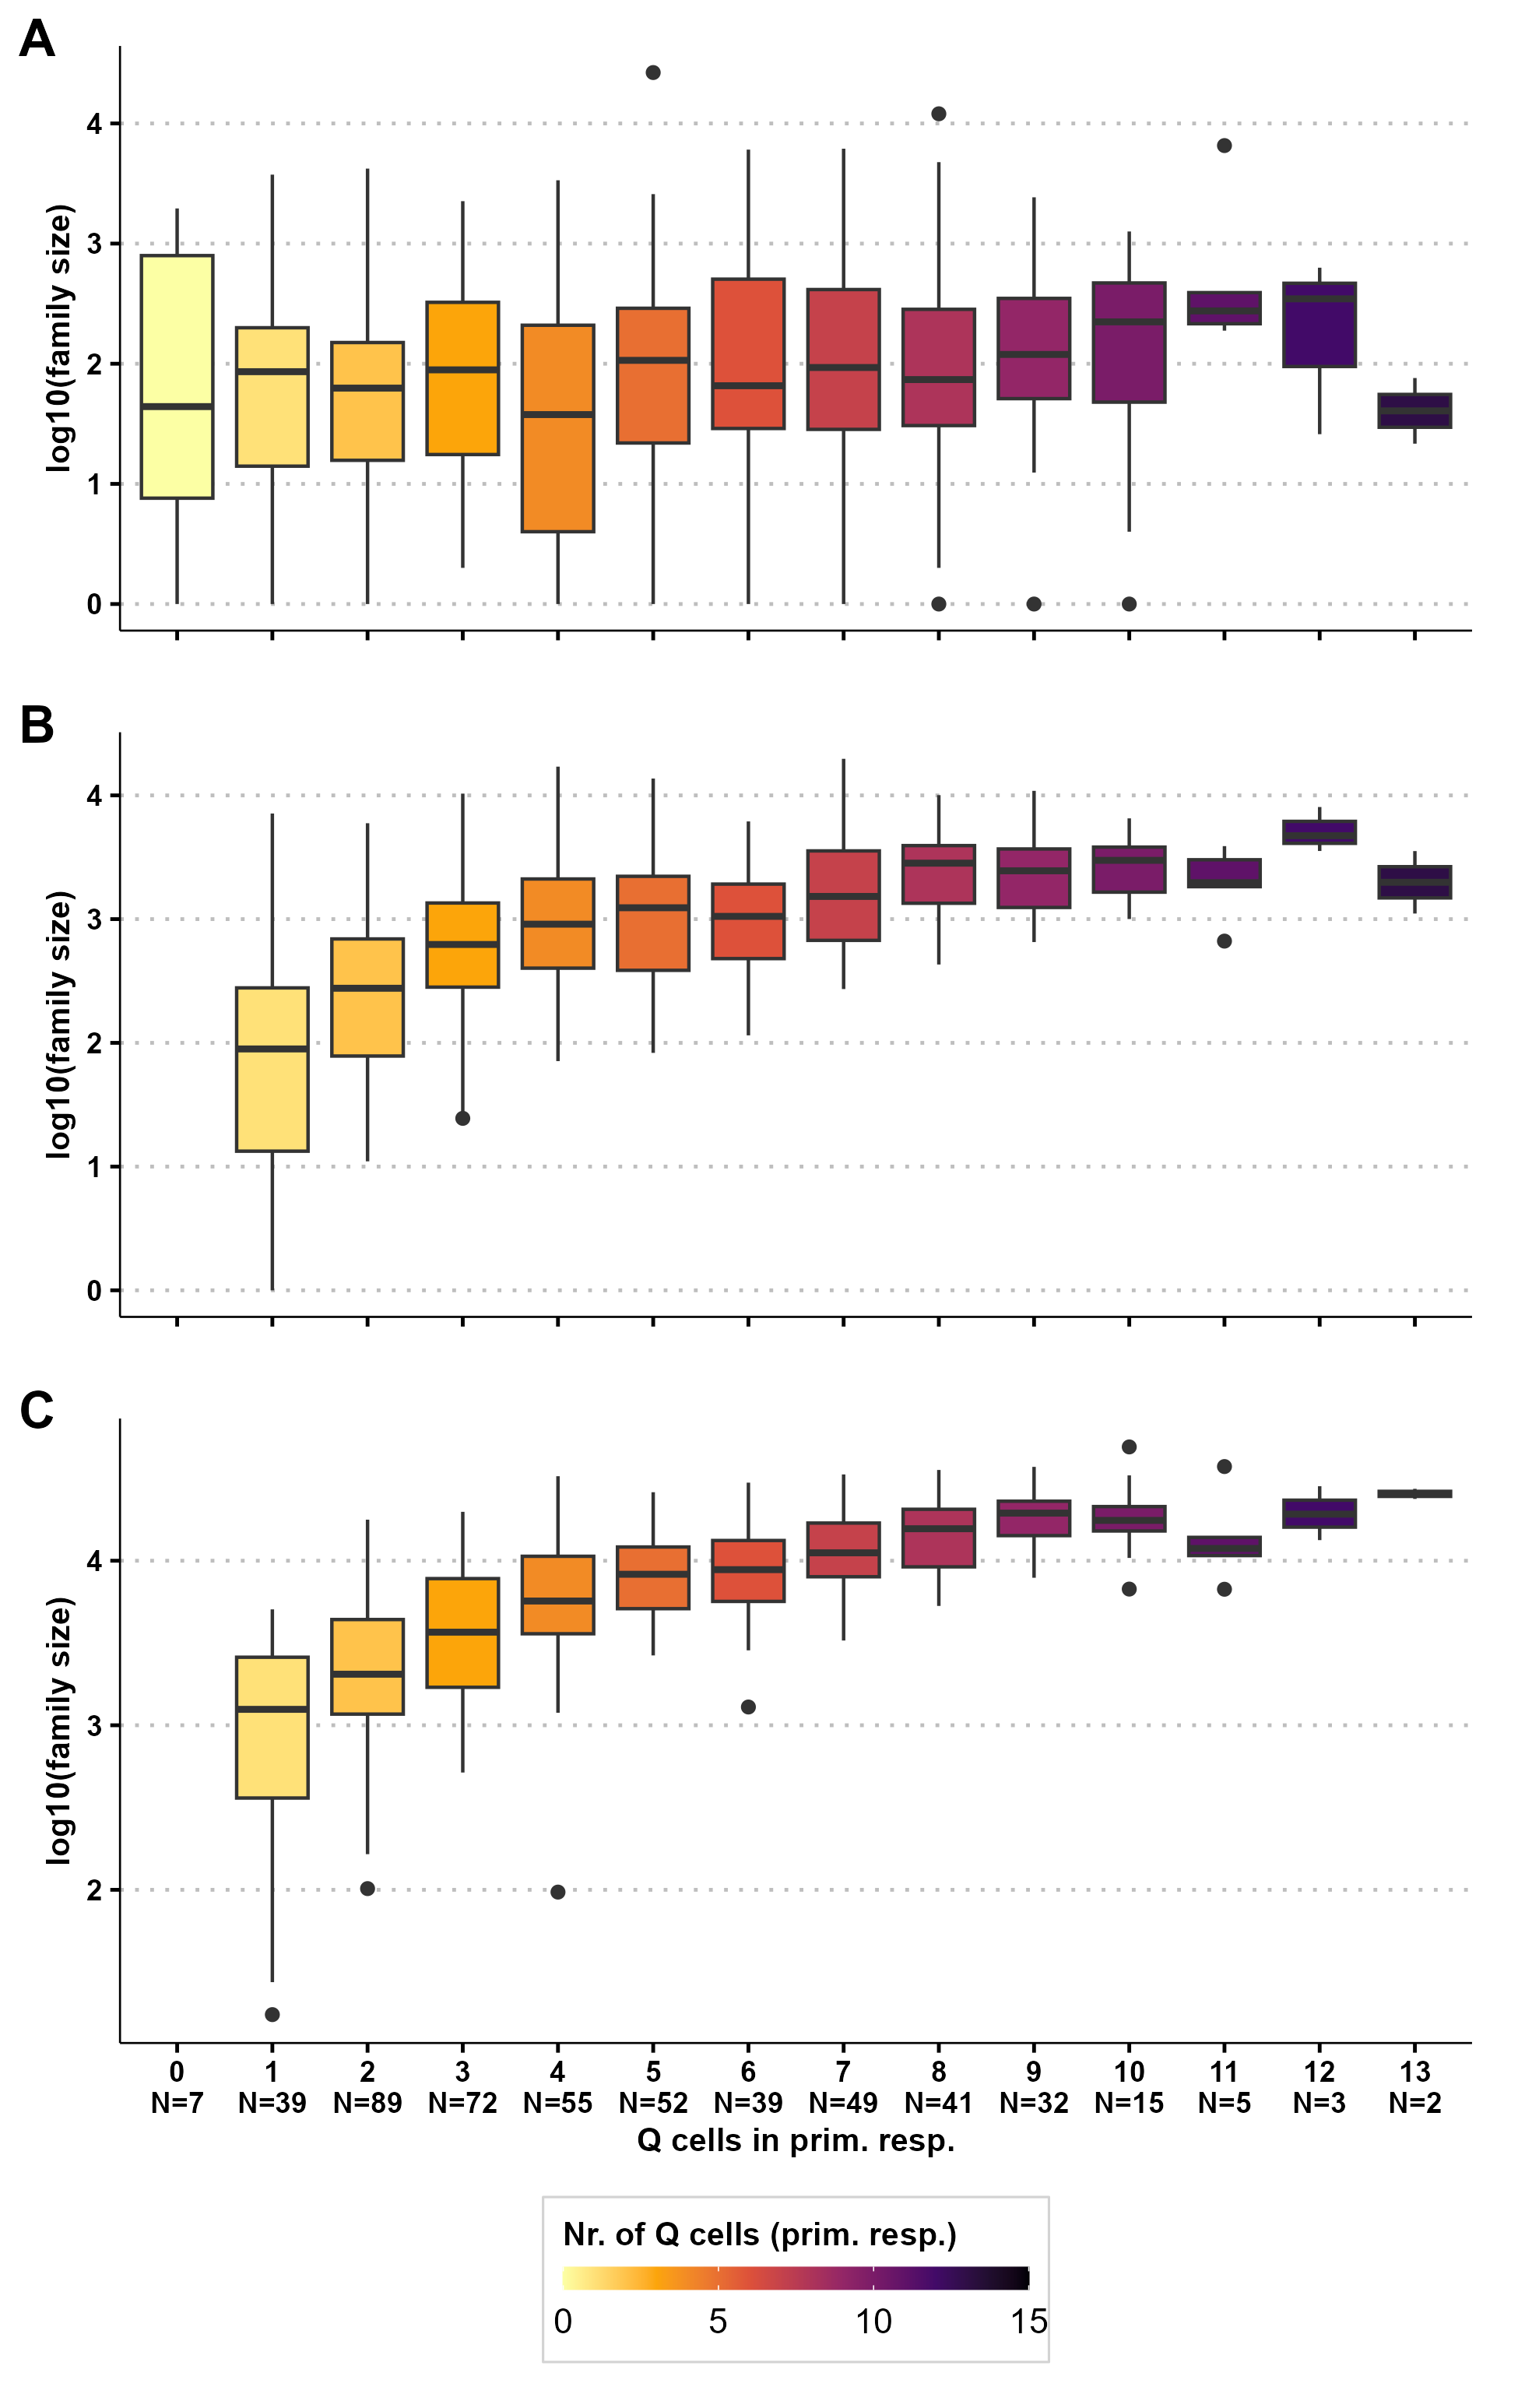 A
log10(family size)
4
3
2
1
0
B
log10(family size)
4
3
2
1
0
C
log10(family size)
4
3
2
0 1 2 3 4 5 6 7 8 9 10 11 12 13
N=7 N=39 N=89 N=72 N=55 N=52 N=39 N=49 N=41 N=32 N=15 N=5 N=3 N=2
Q cells in prim. resp.
Nr. of Q cells (prim. resp.)
0 5 10 15